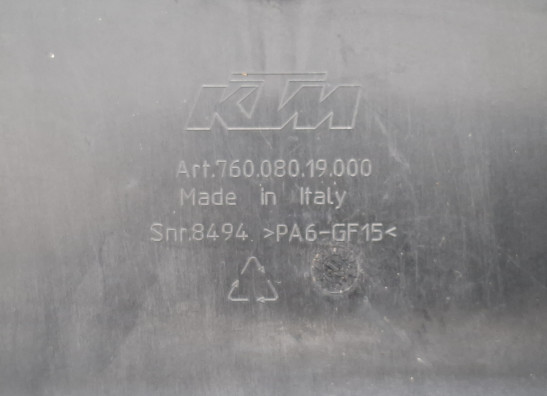 KTM
Art.760.080.19.000
Made in Italy
Snr.8494 >PA6-GF15<